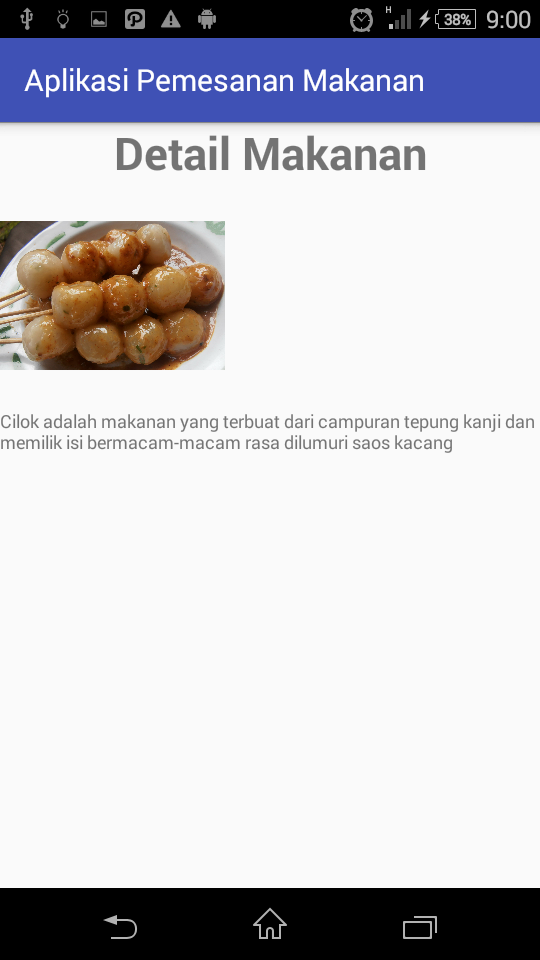 H 38% 9:00
Aplikasi Pemesanan Makanan
Detail Makanan
Cilok adalah makanan yang terbuat dari campuran tepung kanji dan
memilik isi bermacam-macam rasa dilumuri saos kacang